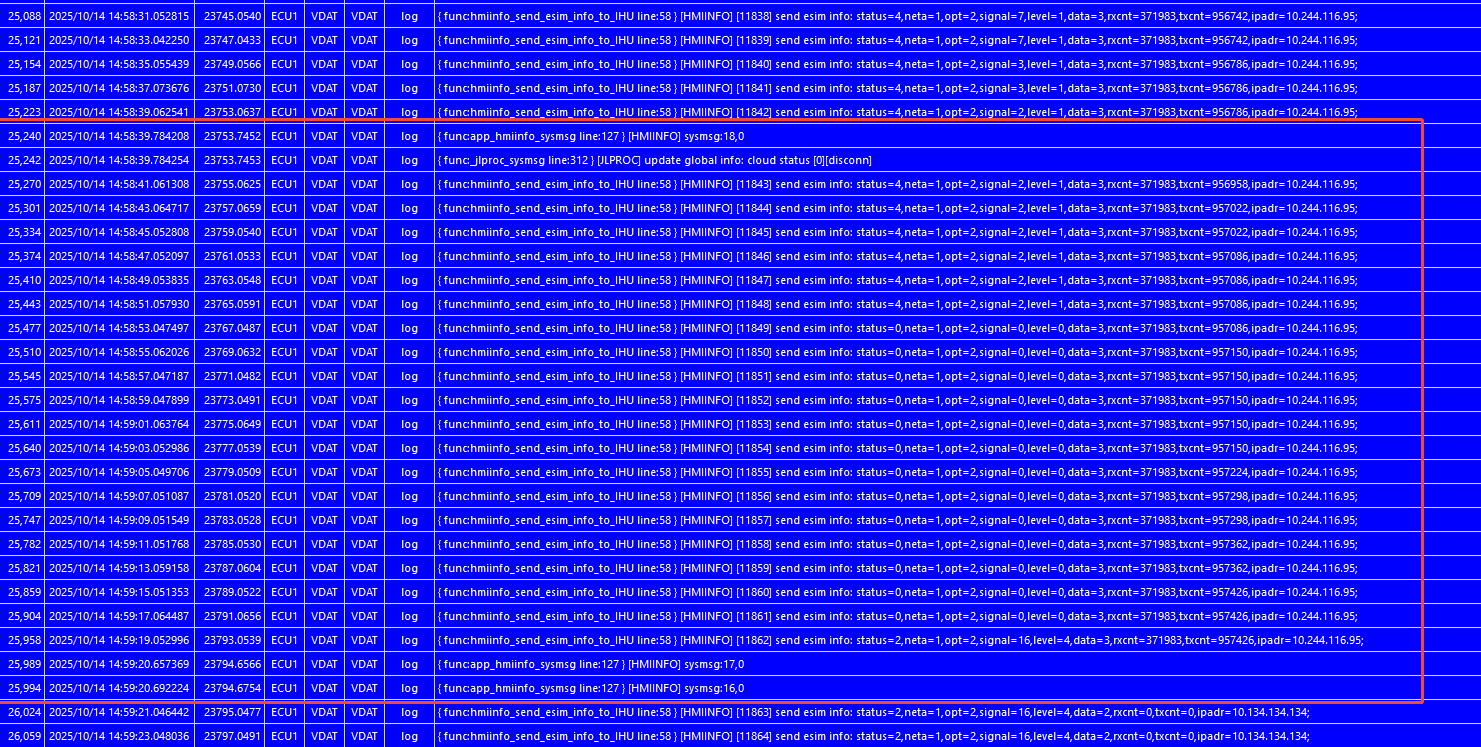 25,088 2025/10/14 14:58:31.052815 23745.0540 ECU1 VDAT VDAT log { func:hmiinfo_send_esim_info_to_IHU line:58 } [HMIINFO] [11838] send esim info: status=4,neta=1,opt=2,signal=7,level=1,data=3,rxcnt=371983,txcnt=956742,ipadr=10.244.116.95;
25,121 2025/10/14 14:58:33.042250 23747.0433 ECU1 VDAT VDAT log { func:hmiinfo_send_esim_info_to_IHU line:58 } [HMIINFO] [11839] send esim info: status=4,neta=1,opt=2,signal=7,level=1,data=3,rxcnt=371983,txcnt=956742,ipadr=10.244.116.95;
25,154 2025/10/14 14:58:35.055439 23749.0566 ECU1 VDAT VDAT log { func:hmiinfo_send_esim_info_to_IHU line:58 } [HMIINFO] [11840] send esim info: status=4,neta=1,opt=2,signal=3,level=1,data=3,rxcnt=371983,txcnt=956786,ipadr=10.244.116.95;
25,187 2025/10/14 14:58:37.073676 23751.0730 ECU1 VDAT VDAT log { func:hmiinfo_send_esim_info_to_IHU line:58 } [HMIINFO] [11841] send esim info: status=4,neta=1,opt=2,signal=3,level=1,data=3,rxcnt=371983,txcnt=956786,ipadr=10.244.116.95;
25,223 2025/10/14 14:58:39.062541 23753.0637 ECU1 VDAT VDAT log { func:hmiinfo_send_esim_info_to_IHU line:58 } [HMIINFO] [11842] send esim info: status=4,neta=1,opt=2,signal=2,level=1,data=3,rxcnt=371983,txcnt=956786,ipadr=10.244.116.95;
25,240 2025/10/14 14:58:39.784208 23753.7452 ECU1 VDAT VDAT log { func:app_hmiinfo_sysmsg line:127 } [HMIINFO] sysmsg:18,0
25,242 2025/10/14 14:58:39.784254 23753.7453 ECU1 VDAT VDAT log { func:_jlproc_sysmsg line:312 } [JLPROC] update global info: cloud status [0][disconn]
25,270 2025/10/14 14:58:41.061308 23755.0625 ECU1 VDAT VDAT log { func:hmiinfo_send_esim_info_to_IHU line:58 } [HMIINFO] [11843] send esim info: status=4,neta=1,opt=2,signal=2,level=1,data=3,rxcnt=371983,txcnt=956958,ipadr=10.244.116.95;
25,301 2025/10/14 14:58:43.064717 23757.0659 ECU1 VDAT VDAT log { func:hmiinfo_send_esim_info_to_IHU line:58 } [HMIINFO] [11844] send esim info: status=4,neta=1,opt=2,signal=2,level=1,data=3,rxcnt=371983,txcnt=957022,ipadr=10.244.116.95;
25,334 2025/10/14 14:58:45.052808 23759.0540 ECU1 VDAT VDAT log { func:hmiinfo_send_esim_info_to_IHU line:58 } [HMIINFO] [11845] send esim info: status=4,neta=1,opt=2,signal=2,level=1,data=3,rxcnt=371983,txcnt=957022,ipadr=10.244.116.95;
25,374 2025/10/14 14:58:47.052097 23761.0533 ECU1 VDAT VDAT log { func:hmiinfo_send_esim_info_to_IHU line:58 } [HMIINFO] [11846] send esim info: status=4,neta=1,opt=2,signal=2,level=1,data=3,rxcnt=371983,txcnt=957086,ipadr=10.244.116.95;
25,410 2025/10/14 14:58:49.053835 23763.0548 ECU1 VDAT VDAT log { func:hmiinfo_send_esim_info_to_IHU line:58 } [HMIINFO] [11847] send esim info: status=4,neta=1,opt=2,signal=2,level=1,data=3,rxcnt=371983,txcnt=957086,ipadr=10.244.116.95;
25,443 2025/10/14 14:58:51.057930 23765.0591 ECU1 VDAT VDAT log { func:hmiinfo_send_esim_info_to_IHU line:58 } [HMIINFO] [11848] send esim info: status=4,neta=1,opt=2,signal=2,level=1,data=3,rxcnt=371983,txcnt=957086,ipadr=10.244.116.95;
25,477 2025/10/14 14:58:53.047497 23767.0487 ECU1 VDAT VDAT log { func:hmiinfo_send_esim_info_to_IHU line:58 } [HMIINFO] [11849] send esim info: status=0,neta=1,opt=2,signal=0,level=0,data=3,rxcnt=371983,txcnt=957086,ipadr=10.244.116.95;
25,510 2025/10/14 14:58:55.062026 23769.0632 ECU1 VDAT VDAT log { func:hmiinfo_send_esim_info_to_IHU line:58 } [HMIINFO] [11850] send esim info: status=0,neta=1,opt=2,signal=0,level=0,data=3,rxcnt=371983,txcnt=957150,ipadr=10.244.116.95;
25,545 2025/10/14 14:58:57.047187 23771.0482 ECU1 VDAT VDAT log { func:hmiinfo_send_esim_info_to_IHU line:58 } [HMIINFO] [11851] send esim info: status=0,neta=1,opt=2,signal=0,level=0,data=3,rxcnt=371983,txcnt=957150,ipadr=10.244.116.95;
25,575 2025/10/14 14:58:59.047899 23773.0491 ECU1 VDAT VDAT log { func:hmiinfo_send_esim_info_to_IHU line:58 } [HMIINFO] [11852] send esim info: status=0,neta=1,opt=2,signal=0,level=0,data=3,rxcnt=371983,txcnt=957150,ipadr=10.244.116.95;
25,611 2025/10/14 14:59:01.063764 23775.0649 ECU1 VDAT VDAT log { func:hmiinfo_send_esim_info_to_IHU line:58 } [HMIINFO] [11853] send esim info: status=0,neta=1,opt=2,signal=0,level=0,data=3,rxcnt=371983,txcnt=957150,ipadr=10.244.116.95;
25,640 2025/10/14 14:59:03.052986 23777.0539 ECU1 VDAT VDAT log { func:hmiinfo_send_esim_info_to_IHU line:58 } [HMIINFO] [11854] send esim info: status=0,neta=1,opt=2,signal=0,level=0,data=3,rxcnt=371983,txcnt=957150,ipadr=10.244.116.95;
25,673 2025/10/14 14:59:05.049706 23779.0509 ECU1 VDAT VDAT log { func:hmiinfo_send_esim_info_to_IHU line:58 } [HMIINFO] [11855] send esim info: status=0,neta=1,opt=2,signal=0,level=0,data=3,rxcnt=371983,txcnt=957224,ipadr=10.244.116.95;
25,709 2025/10/14 14:59:07.051087 23781.0520 ECU1 VDAT VDAT log { func:hmiinfo_send_esim_info_to_IHU line:58 } [HMIINFO] [11856] send esim info: status=0,neta=1,opt=2,signal=0,level=0,data=3,rxcnt=371983,txcnt=957298,ipadr=10.244.116.95;
25,747 2025/10/14 14:59:09.051549 23783.0528 ECU1 VDAT VDAT log { func:hmiinfo_send_esim_info_to_IHU line:58 } [HMIINFO] [11857] send esim info: status=0,neta=1,opt=2,signal=0,level=0,data=3,rxcnt=371983,txcnt=957298,ipadr=10.244.116.95;
25,782 2025/10/14 14:59:11.051768 23785.0530 ECU1 VDAT VDAT log { func:hmiinfo_send_esim_info_to_IHU line:58 } [HMIINFO] [11858] send esim info: status=0,neta=1,opt=2,signal=0,level=0,data=3,rxcnt=371983,txcnt=957362,ipadr=10.244.116.95;
25,821 2025/10/14 14:59:13.059158 23787.0604 ECU1 VDAT VDAT log { func:hmiinfo_send_esim_info_to_IHU line:58 } [HMIINFO] [11859] send esim info: status=0,neta=1,opt=2,signal=0,level=0,data=3,rxcnt=371983,txcnt=957362,ipadr=10.244.116.95;
25,859 2025/10/14 14:59:15.051353 23789.0522 ECU1 VDAT VDAT log { func:hmiinfo_send_esim_info_to_IHU line:58 } [HMIINFO] [11860] send esim info: status=0,neta=1,opt=2,signal=0,level=0,data=3,rxcnt=371983,txcnt=957426,ipadr=10.244.116.95;
25,904 2025/10/14 14:59:17.064487 23791.0656 ECU1 VDAT VDAT log { func:hmiinfo_send_esim_info_to_IHU line:58 } [HMIINFO] [11861] send esim info: status=0,neta=1,opt=2,signal=0,level=0,data=3,rxcnt=371983,txcnt=957426,ipadr=10.244.116.95;
25,958 2025/10/14 14:59:19.052996 23793.0539 ECU1 VDAT VDAT log { func:hmiinfo_send_esim_info_to_IHU line:58 } [HMIINFO] [11862] send esim info: status=2,neta=1,opt=2,signal=16,level=4,data=3,rxcnt=371983,txcnt=957426,ipadr=10.244.116.95;
25,989 2025/10/14 14:59:20.657369 23794.6566 ECU1 VDAT VDAT log { func:app_hmiinfo_sysmsg line:127 } [HMIINFO] sysmsg:17,0
25,994 2025/10/14 14:59:20.692224 23794.6754 ECU1 VDAT VDAT log { func:app_hmiinfo_sysmsg line:127 } [HMIINFO] sysmsg:16,0
26,024 2025/10/14 14:59:21.046442 23795.0477 ECU1 VDAT VDAT log { func:hmiinfo_send_esim_info_to_IHU line:58 } [HMIINFO] [11863] send esim info: status=2,neta=1,opt=2,signal=16,level=4,data=2,rxcnt=0,txcnt=0,ipadr=10.134.134.134;
26,059 2025/10/14 14:59:23.048036 23797.0491 ECU1 VDAT VDAT log { func:hmiinfo_send_esim_info_to_IHU line:58 } [HMIINFO] [11864] send esim info: status=2,neta=1,opt=2,signal=16,level=4,data=2,rxcnt=0,txcnt=0,ipadr=10.134.134.134;